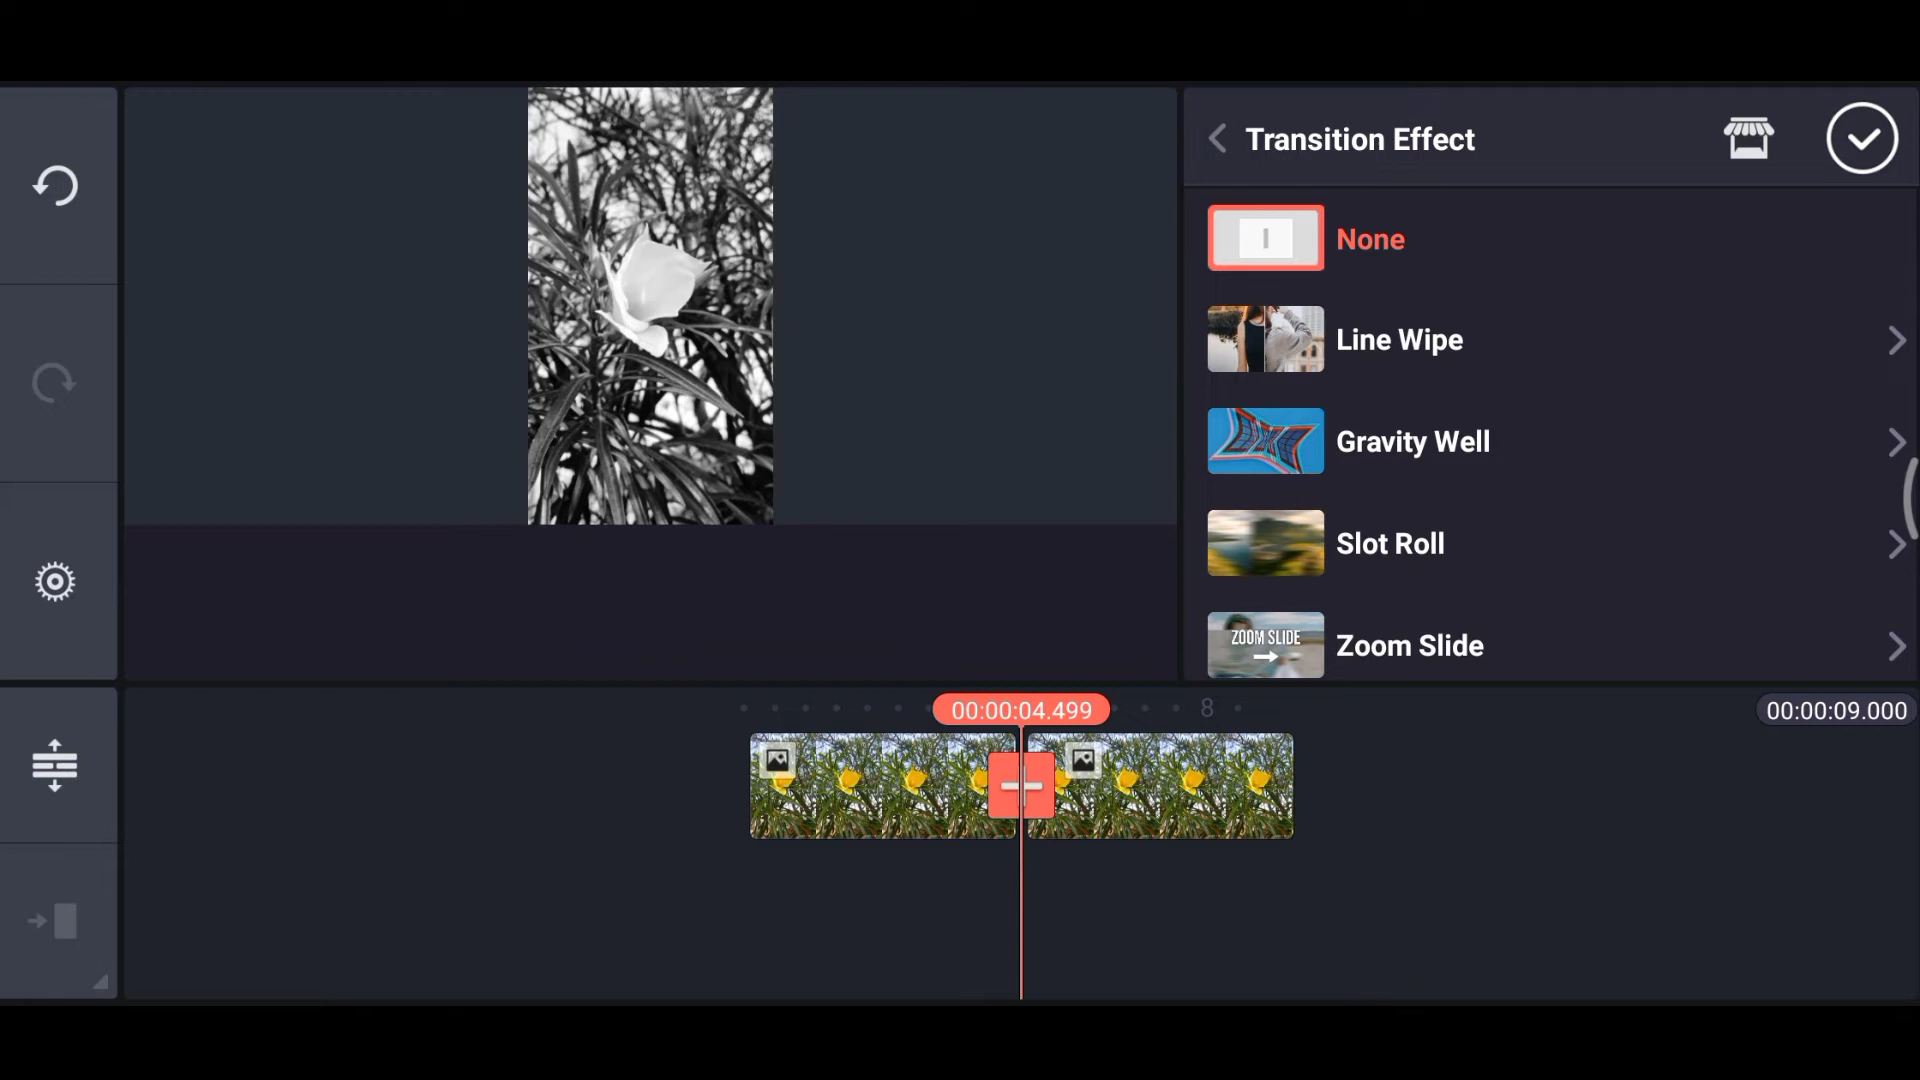 Transition Effect
None
Line Wipe
Gravity Well
Slot Roll
ZOOM SLIDE
Zoom Slide
00:00:04.499
8
00:00:09.000